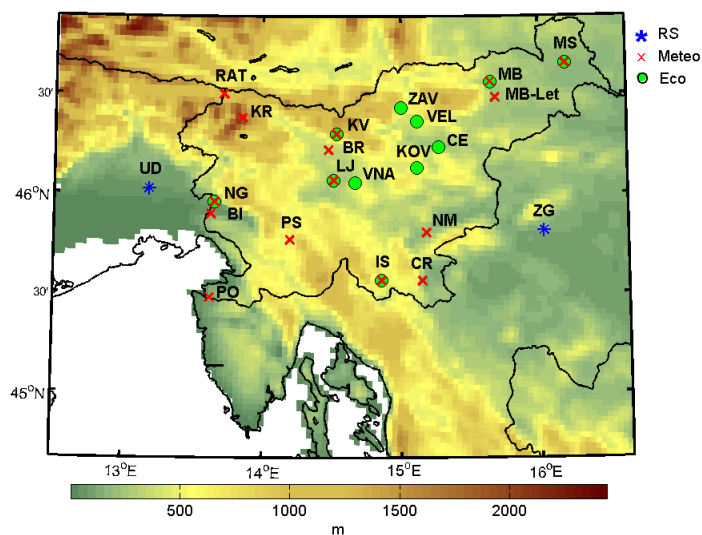 MS
RS
Meteo
Eco
RAT
MB
MB-Let
30'
KR
ZAV
VEL
KV
BR
CE
KOV
LJ
VNA
UD
46°N
NG
BI
PS
NM
ZG
IS
CR
30'
PO
45°N
13°E
14°E
15°E
16°E
500
1000
1500
2000
m